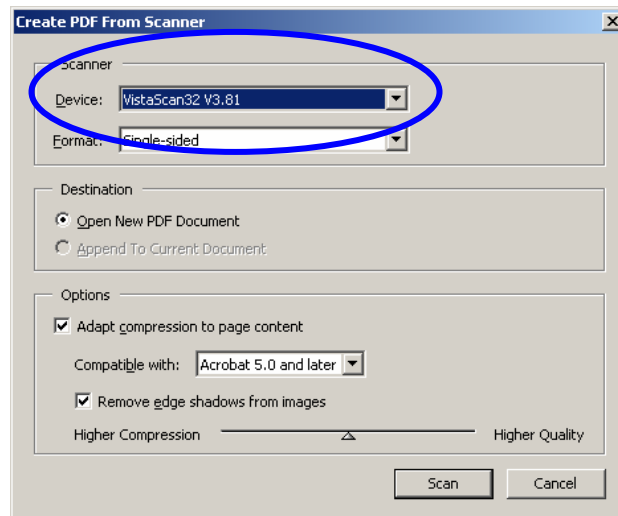 Create PDF From Scanner
Scanner
Device: VistaScan32 V3.81
Format: Single-sided
Destination
Open New PDF Document
Append To Current Document
Options
Adapt compression to page content
Compatible with: Acrobat 5.0 and later
Remove edge shadows from images
Higher Compression Higher Quality
Scan Cancel